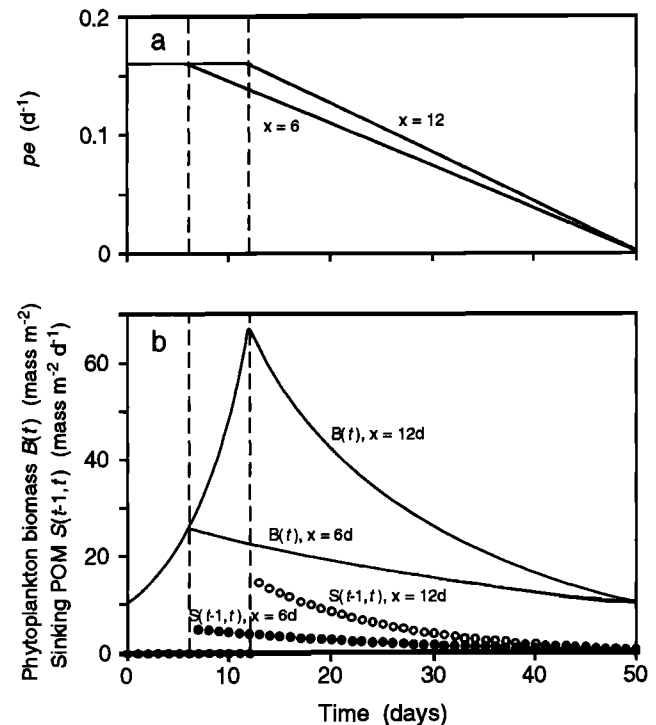 0.2
a
x = 12
x = 6
0.1
pe (d-1)
0
b
60
B(t), x = 12d
40
B(t), x = 6d
20
S(t-1,t), x = 12d
S(t-1,t), x = 6d
0
Phytoplankton biomass B(t) (mass m-2)
Sinking POM S(t-1,t) (mass m-2 d-1)
0 10 20 30 40 50
Time (days)